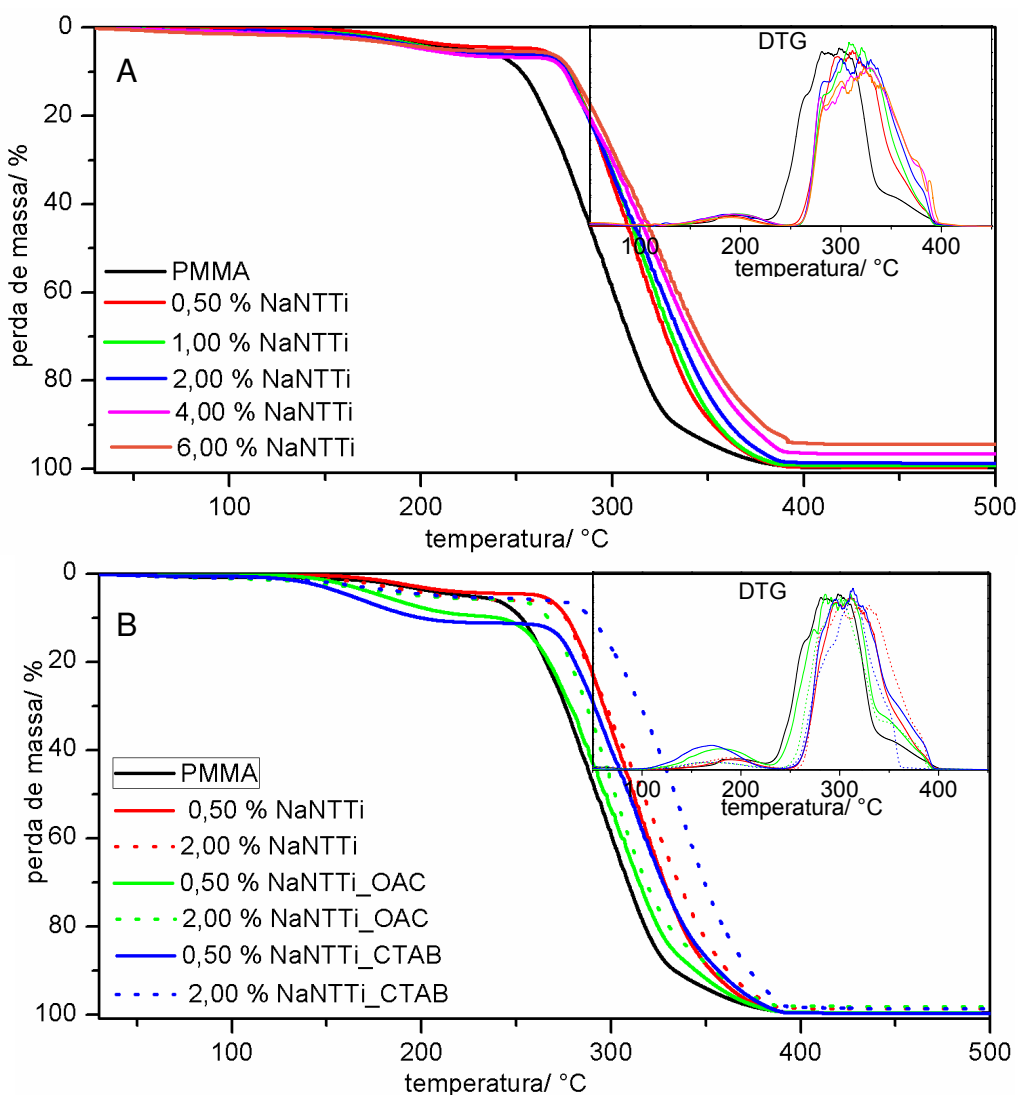 0
20
40
60
80
100
perda de massa/ %
A
PMMA
0,50 % NaNTTi
1,00 % NaNTTi
2,00 % NaNTTi
4,00 % NaNTTi
6,00 % NaNTTi
DTG
100 200 300 400
temperatura/ °C
100 200 300 400 500
temperatura/ °C
0
20
40
60
80
100
perda de massa/ %
B
PMMA
0,50 % NaNTTi
2,00 % NaNTTi
0,50 % NaNTTi_OAC
2,00 % NaNTTi_OAC
0,50 % NaNTTi_CTAB
2,00 % NaNTTi_CTAB
DTG
100 200 300 400
temperatura/ °C
100 200 300 400 500
temperatura/ °C